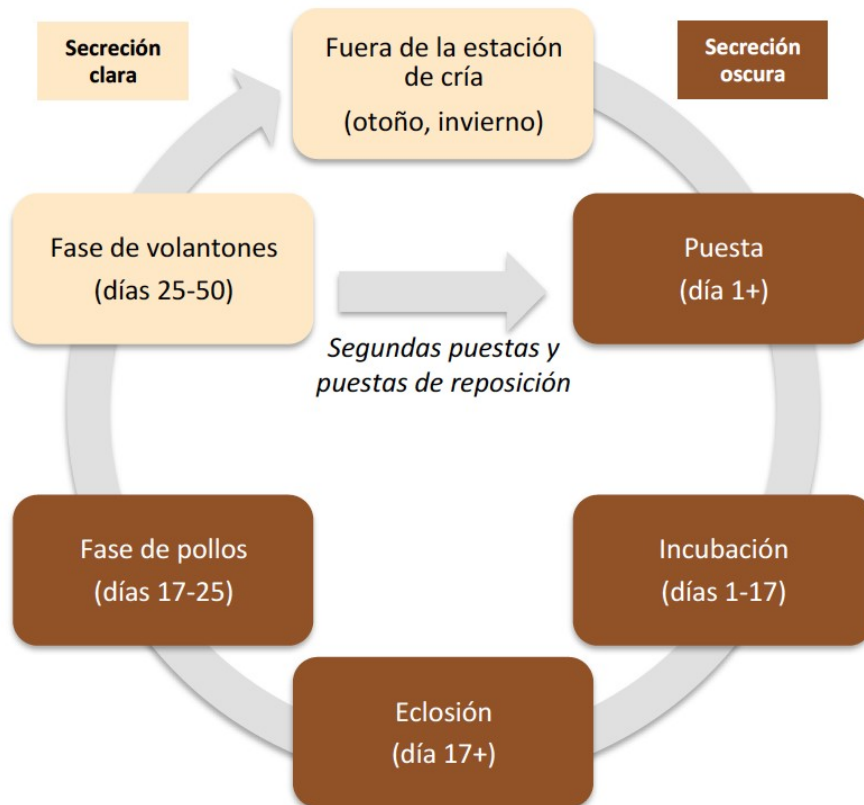 Secreción
clara
Fuera de la estación
de cría
(otoño, invierno)
Secreción
oscura
Fase de volantones
(días 25-50)
Puesta
(día 1+)
Segundas puestas y
puestas de reposición
Fase de pollos
(días 17-25)
Incubación
(días 1-17)
Eclosión
(día 17+)